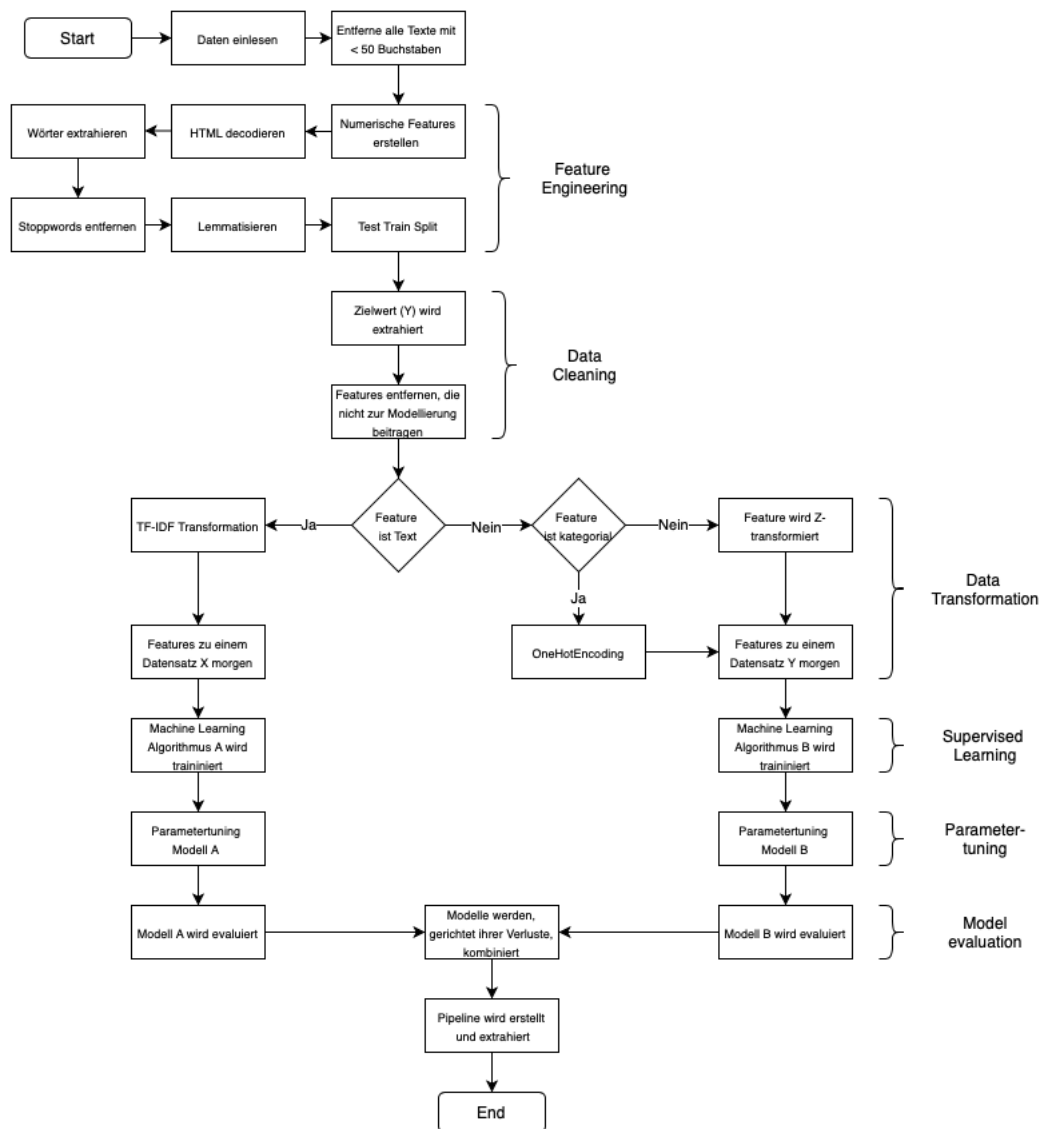 Start
Daten einlesen
Entferne alle Texte mit
< 50 Buchstaben
Wörter extrahieren
HTML decodieren
Numerische Features
erstellen
Feature
Engineering
Stoppwords entfernen
Lemmatisieren
Test Train Split
Zielwert (Y) wird
extrahiert
Data
Cleaning
Features entfernen, die
nicht zur Modellierung
beitragen
TF-IDF Transformation
Ja
Feature
ist Text
Nein
Feature
ist kategorial
Nein
Feature wird Z-
transformiert
Ja
Data
Transformation
Features zu einem
Datensatz X morgen
OneHotEncoding
Features zu einem
Datensatz Y morgen
Machine Learning
Algorithmus A wird
traininiert
Machine Learning
Algorithmus B wird
traininiert
Supervised
Learning
Parametertuning
Modell A
Parametertuning
Modell B
Parameter-
tuning
Modell A wird evaluiert
Modelle werden,
gerichtet ihrer Verluste,
kombiniert
Modell B wird evaluiert
Model
evaluation
Pipeline wird erstellt
und extrahiert
End